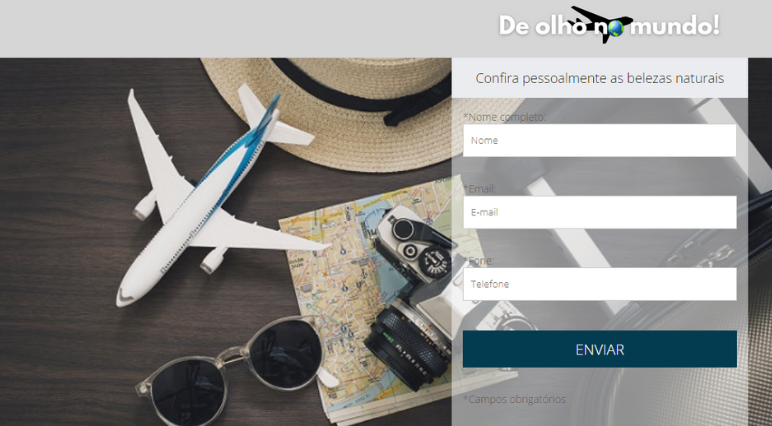 De olho no mundo!
Confira pessoalmente as belezas naturais
*Nome completo:
Nome
*Email:
E-mail
*Fone:
Telefone
ENVIAR
*Campos obrigatórios